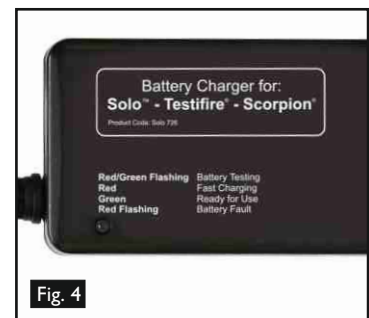 Battery Charger for:
Solo™ - Testifire® - Scorpion®
Product Code: Solo 726
Red/Green Flashing Battery Testing
Red Fast Charging
Green Ready for Use
Red Flashing Battery Fault
Fig. 4